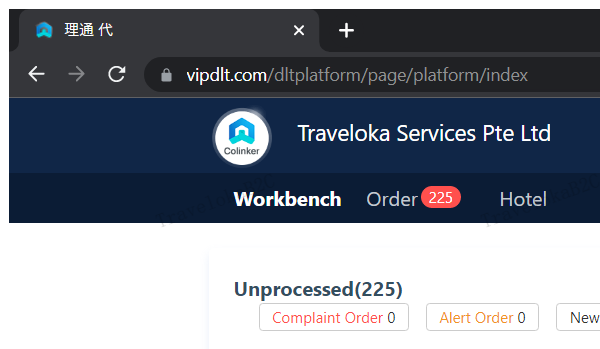 理通 代
vipdlt.com/dltplatform/page/platform/index
Colinker
Traveloka Services Pte Ltd
Workbench Order 225 Hotel
Unprocessed(225)
Complaint Order 0 Alert Order 0 New